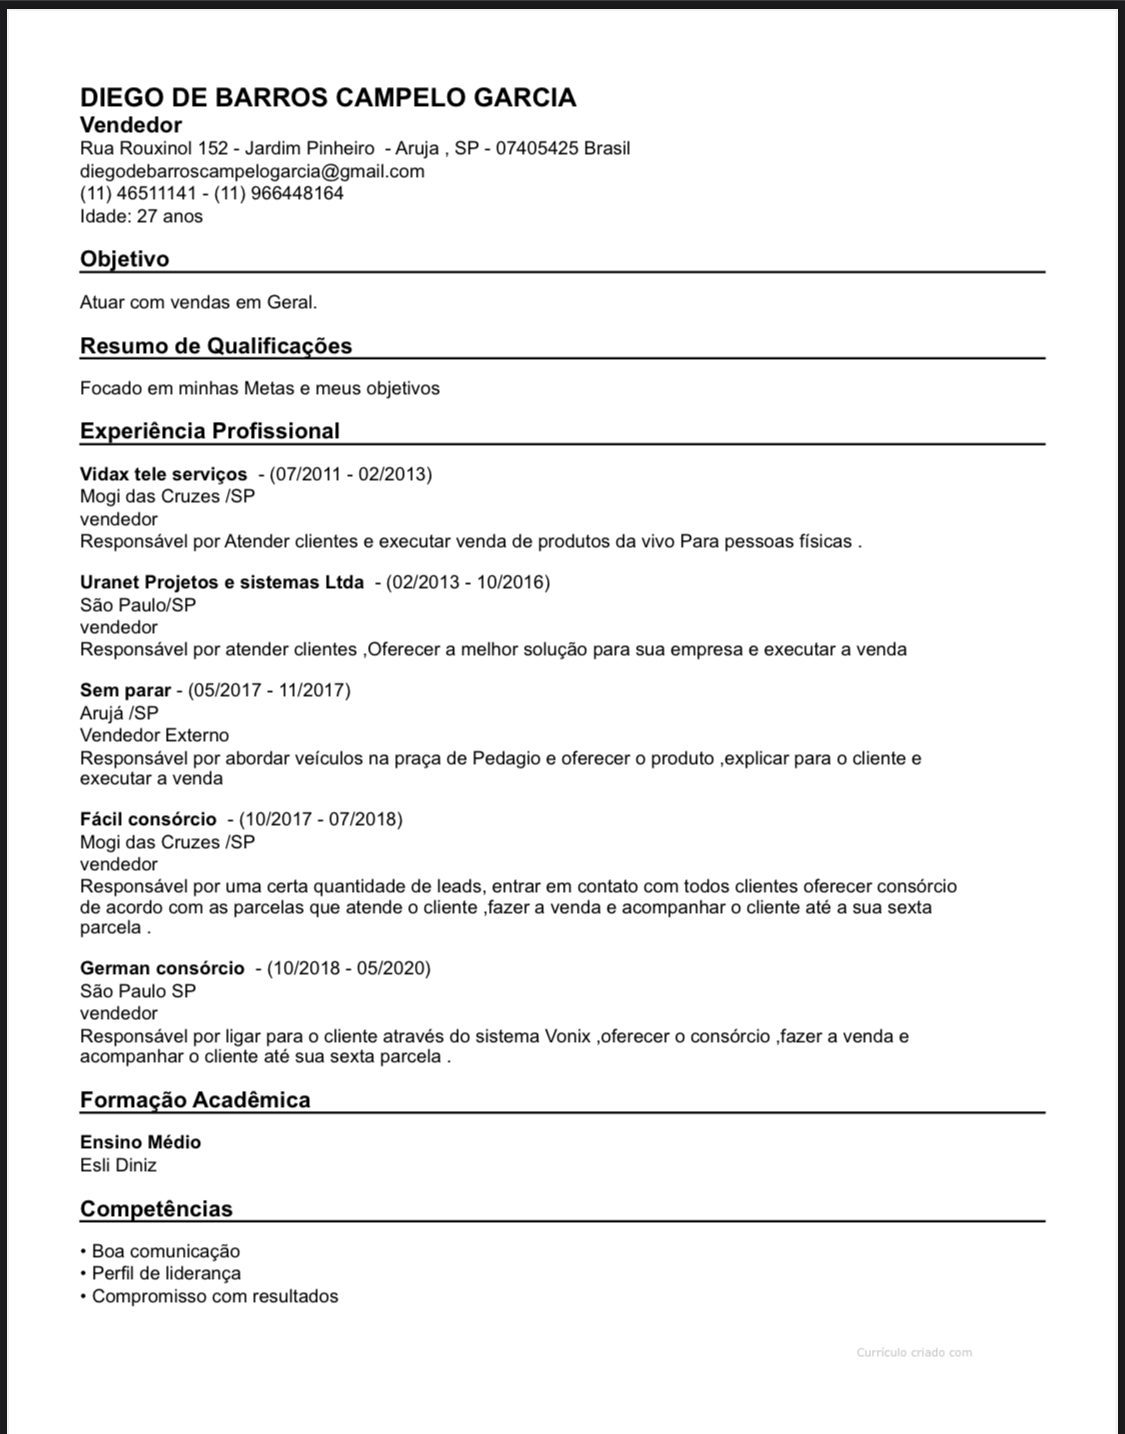 DIEGO DE BARROS CAMPELO GARCIA
Vendedor
Rua Rouxinol 152 - Jardim Pinheiro - Aruja , SP - 07405425 Brasil
diegodebarroscampelogarcia@gmail.com
(11) 46511141 - (11) 966448164
Idade: 27 anos
Objetivo
Atuar com vendas em Geral.
Resumo de Qualificações
Focado em minhas Metas e meus objetivos
Experiência Profissional
Vidax tele serviços - (07/2011 - 02/2013)
Mogi das Cruzes /SP
vendedor
Responsável por Atender clientes e executar venda de produtos da vivo Para pessoas físicas .
Uranet Projetos e sistemas Ltda - (02/2013 - 10/2016)
São Paulo/SP
vendedor
Responsável por atender clientes ,Oferecer a melhor solução para sua empresa e executar a venda
Sem parar - (05/2017 - 11/2017)
Arujá /SP
Vendedor Externo
Responsável por abordar veículos na praça de Pedagio e oferecer o produto ,explicar para o cliente e
executar a venda
Fácil consórcio - (10/2017 - 07/2018)
Mogi das Cruzes /SP
vendedor
Responsável por uma certa quantidade de leads, entrar em contato com todos clientes oferecer consórcio
de acordo com as parcelas que atende o cliente ,fazer a venda e acompanhar o cliente até a sua sexta
parcela .
German consórcio - (10/2018 - 05/2020)
São Paulo SP
vendedor
Responsável por ligar para o cliente através do sistema Vonix ,oferecer o consórcio ,fazer a venda e
acompanhar o cliente até sua sexta parcela .
Formação Acadêmica
Ensino Médio
Esli Diniz
Competências
• Boa comunicação
• Perfil de liderança
• Compromisso com resultados
Currículo criado com